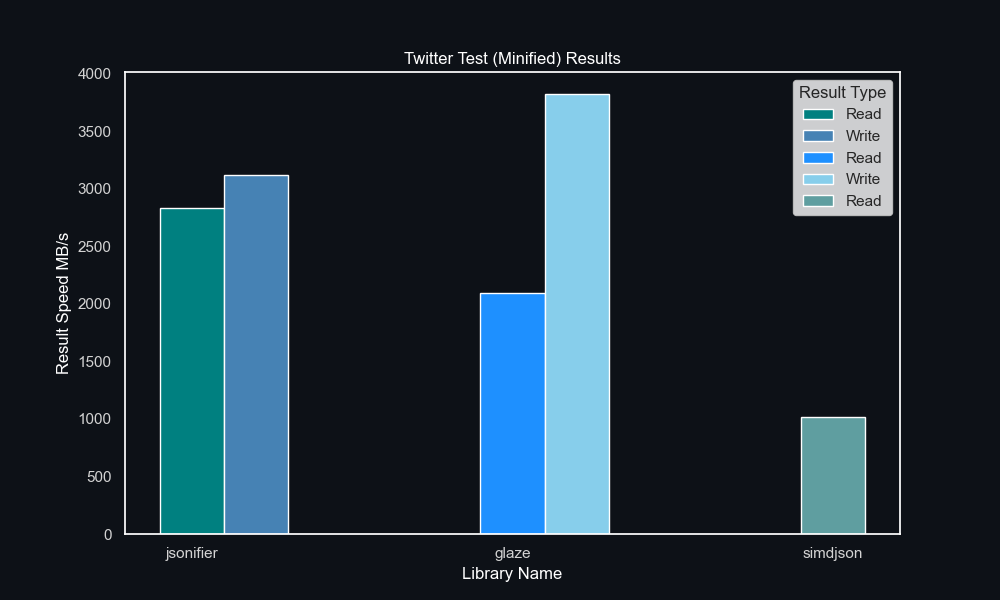 Twitter Test (Minified) Results
Result Speed MB/s
4000
3500
3000
2500
2000
1500
1000
500
0
Result Type
Read
Write
Read
Write
Read
jsonifier
glaze
simdjson
Library Name